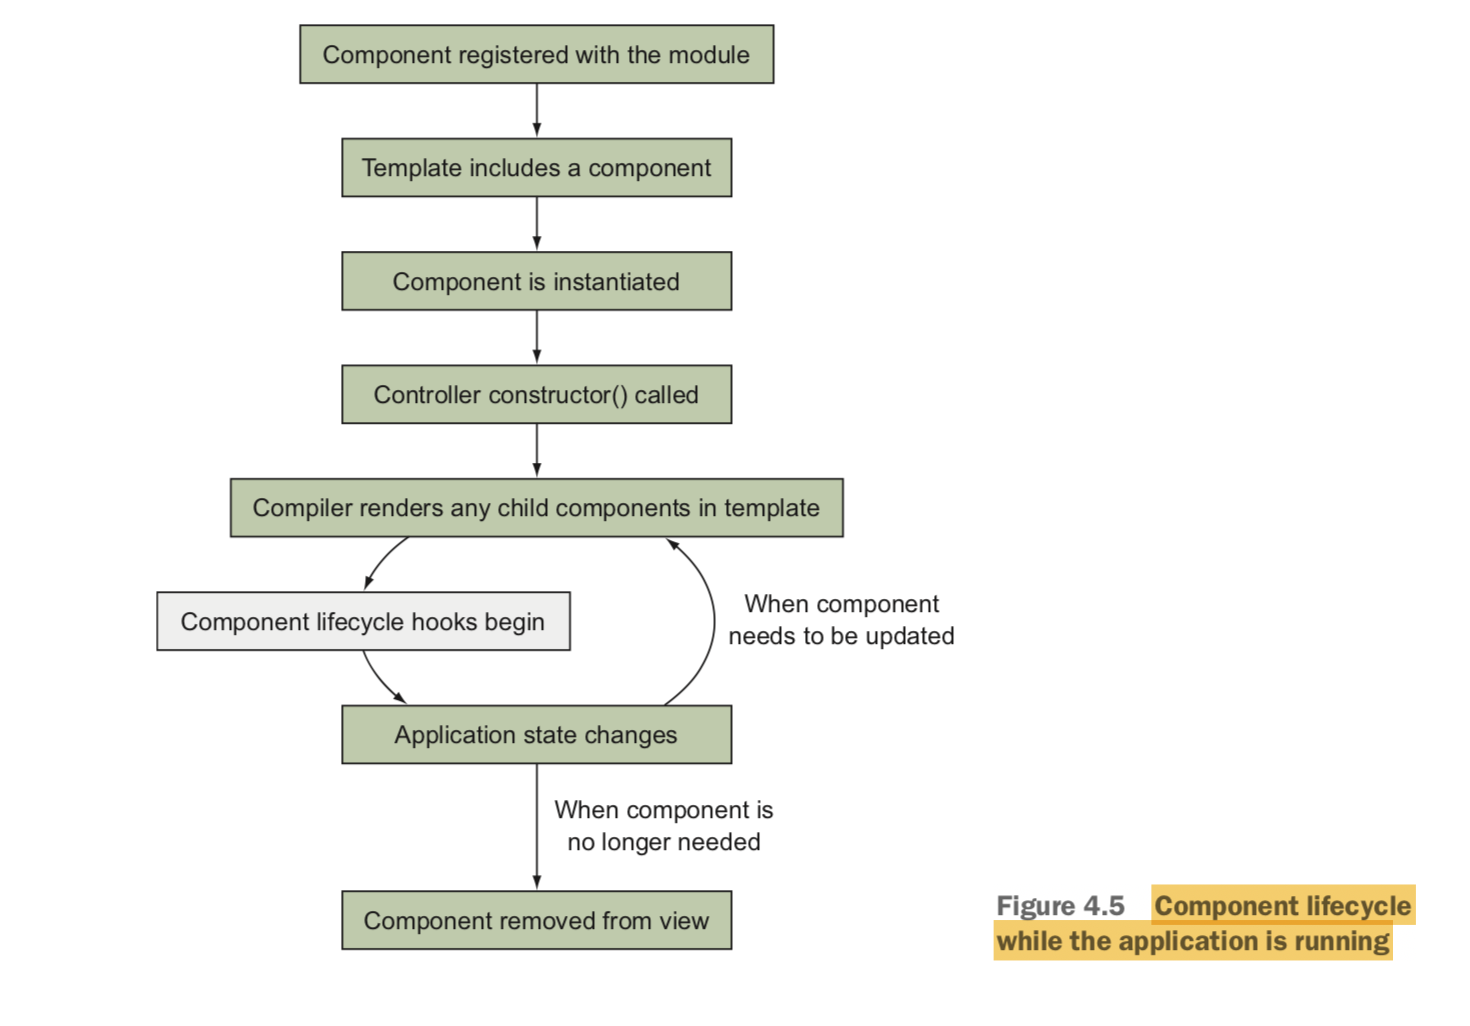 Component registered with the module
Template includes a component
Component is instantiated
Controller constructor() called
Compiler renders any child components in template
Component lifecycle hooks begin
When component
needs to be updated
Application state changes
When component is
no longer needed
Component removed from view
Figure 4.5 Component lifecycle
while the application is running